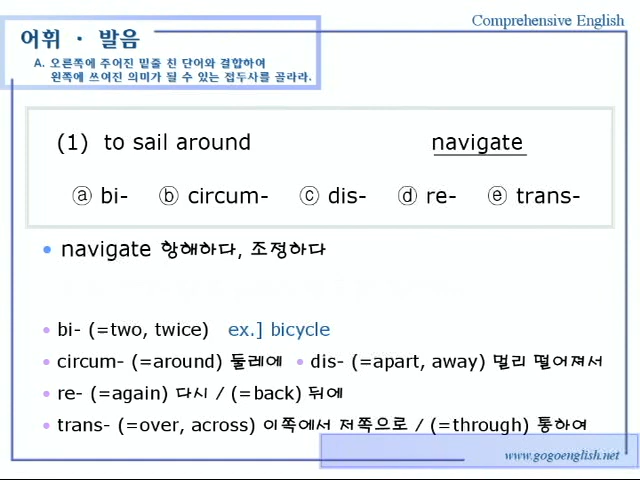 Comprehensive English
어휘 · 발음
A. 오른쪽에 주어진 밑줄 친 단어와 결합하여
왼쪽에 쓰여진 의미가 될 수 있는 접두사를 골라라.
(1) to sail around navigate
ⓐ bi- ⓑ circum- ⓒ dis- ⓓ re- ⓔ trans-
• navigate 항해하다, 조정하다
• bi- (=two, twice) ex.] bicycle
• circum- (=around) 둘레에 • dis- (=apart, away) 멀리 떨어져서
• re- (=again) 다시 / (=back) 뒤에
• trans- (=over, across) 이쪽에서 저쪽으로 / (=through) 통하여
www.gogoenglish.net